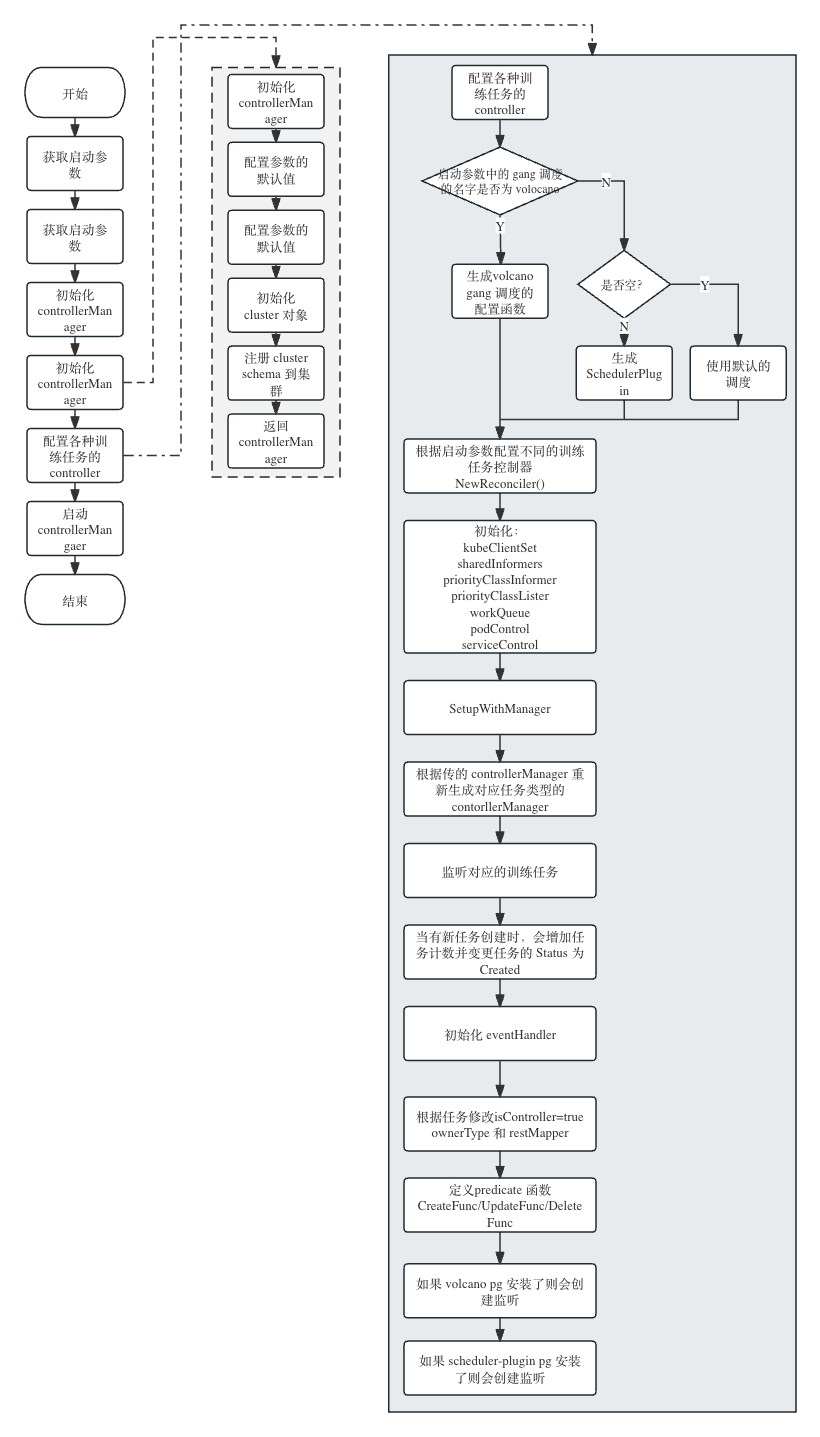 开始
获取启动参
数
获取启动参
数
初始化
controllerMan
ager
初始化
controllerMan
ager
配置各种训
练任务的
controller
启动
controllerMan
gaer
结束
初始化
controllerMan
ager
配置参数的
默认值
配置参数的
默认值
初始化
cluster 对象
注册 cluster
schema 到集
群
返回
controllerMan
ager
配置各种训
练任务的
controller
启动参数中的 gang 调度
的名字是否为 volocano
N
Y
生成volcano
gang 调度的
配置函数
是否空?
Y
N
生成
SchedulerPlug
in
使用默认的
调度
根据启动参数配置不同的训练
任务控制器
NewReconciler()
初始化：
kubeClientSet
sharedInformers
priorityClassInformer
priorityClassLister
workQueue
podControl
serviceControl
SetupWithManager
根据传的 controllerManager 重
新生成对应任务类型的
contorllerManager
监听对应的训练任务
当有新任务创建时，会增加任
务计数并变更任务的 Status 为
Created
初始化 eventHandler
根据任务修改isController=true
ownerType 和 restMapper
定义predicate 函数
CreateFunc/UpdateFunc/Delete
Func
如果 volcano pg 安装了则会创
建监听
如果 scheduler-plugin pg 安装
了则会创建监听